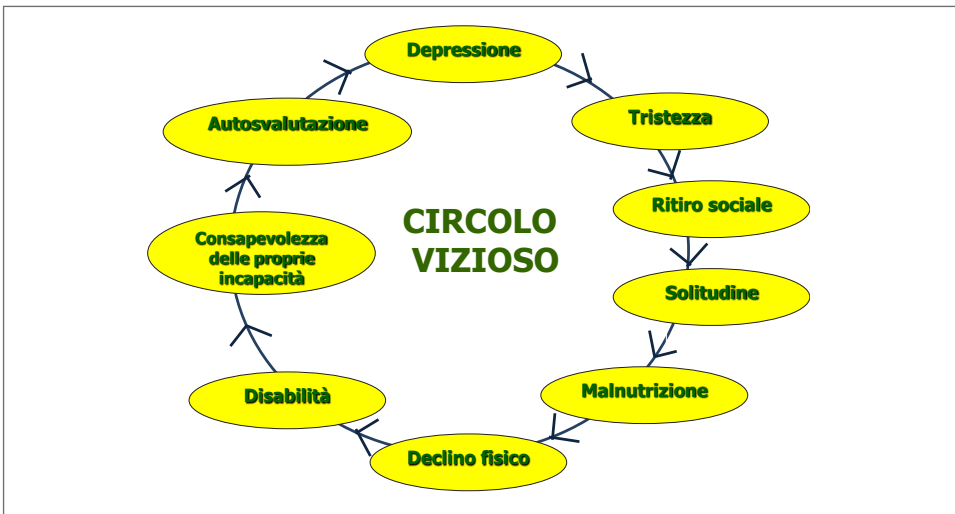 Depressione
Tristezza
Ritiro sociale
Solitudine
Malnutrizione
Declino fisico
Disabilità
Consapevolezza
delle proprie
incapacità
Autosvalutazione
CIRCOLO
VIZIOSO